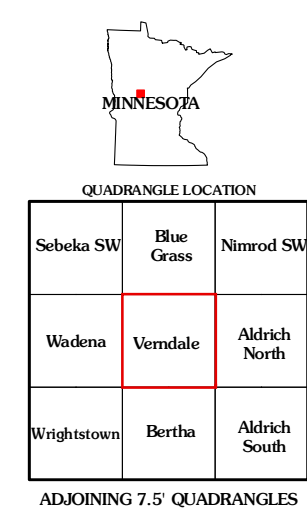 MINNESOTA
QUADRANGLE LOCATION
Sebeka SW
Blue
Grass
Nimrod SW
Wadena
Verndale
Aldrich
North
Wrightstown
Bertha
Aldrich
South
ADJOINING 7.5' QUADRANGLES